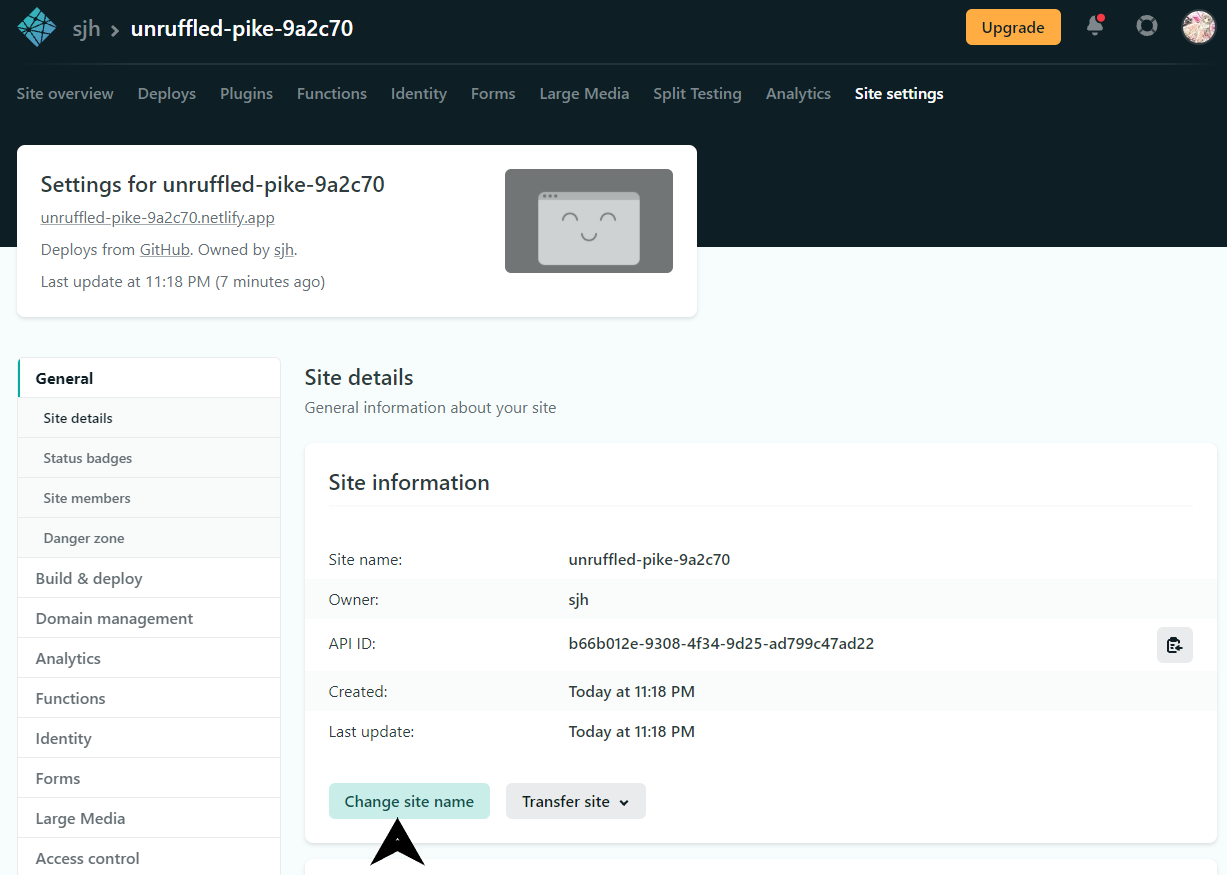 sjh > unruffled-pike-9a2c70
Upgrade
Site overview Deploys Plugins Functions Identity Forms Large Media Split Testing Analytics Site settings
Settings for unruffled-pike-9a2c70
unruffled-pike-9a2c70.netlify.app
Deploys from GitHub. Owned by sjh.
Last update at 11:18 PM (7 minutes ago)
General
Site details
Status badges
Site members
Danger zone
Build & deploy
Domain management
Analytics
Functions
Identity
Forms
Large Media
Access control
Site details
General information about your site
Site information
Site name: unruffled-pike-9a2c70
Owner: sjh
API ID: b66b012e-9308-4f34-9d25-ad799c47ad22
Created: Today at 11:18 PM
Last update: Today at 11:18 PM
Change site name Transfer site